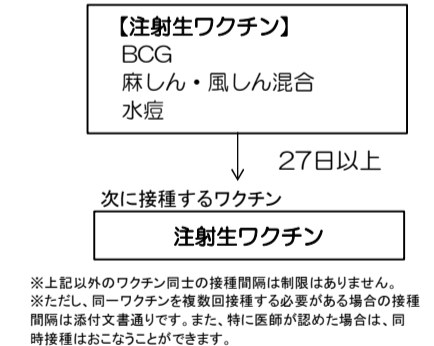 【注射生ワクチン】
BCG
麻しん・風しん混合
水痘
27日以上
次に接種するワクチン
注射生ワクチン
※上記以外のワクチン同士の接種間隔は制限はありません。
※ただし、同一ワクチンを複数回接種する必要がある場合の接種
間隔は添付文書通りです。また、特に医師が認めた場合は、同
時接種はおこなうことができます。